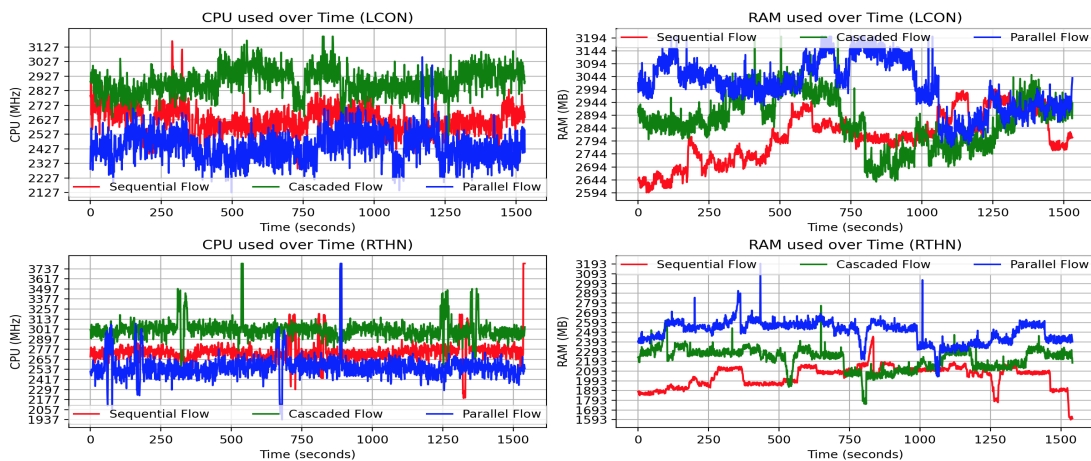 CPU used over Time (LCON)
CPU (MHz)
3127
3027
2927
2827
2727
2627
2527
2427
2327
2227
2127
Sequential Flow Cascaded Flow Parallel Flow
0 250 500 750 1000 1250 1500
Time (seconds)
RAM used over Time (LCON)
RAM (MB)
3194
3144
3094
3044
2994
2944
2894
2844
2794
2744
2694
2644
2594
Sequential Flow Cascaded Flow Parallel Flow
0 250 500 750 1000 1250 1500
Time (seconds)
CPU used over Time (RTHN)
CPU (MHz)
3737
3617
3497
3377
3257
3137
3017
2897
2777
2657
2537
2417
2297
2177
2057
1937
Sequential Flow Cascaded Flow Parallel Flow
0 250 500 750 1000 1250 1500
Time (seconds)
RAM used over Time (RTHN)
RAM (MB)
3193
3093
2993
2893
2793
2693
2593
2493
2393
2293
2193
2093
1993
1893
1793
1693
1593
Sequential Flow Cascaded Flow Parallel Flow
0 250 500 750 1000 1250 1500
Time (seconds)